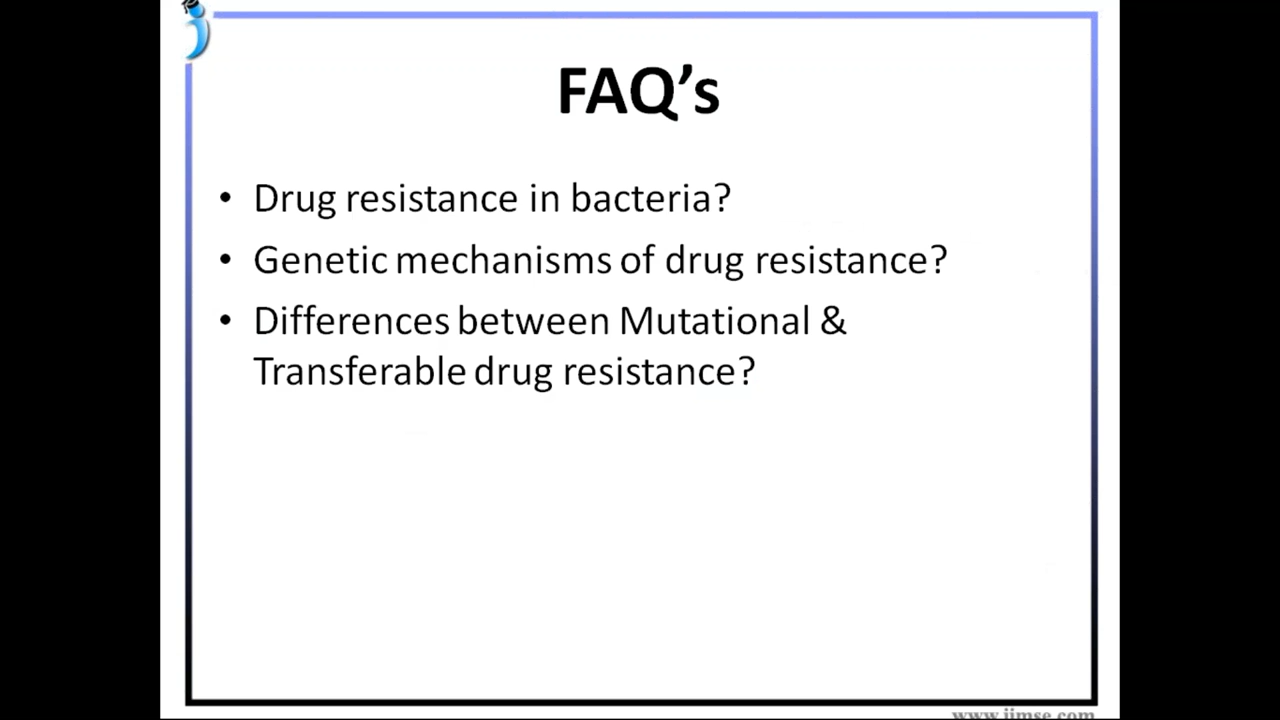 FAQ’s
• Drug resistance in bacteria?
• Genetic mechanisms of drug resistance?
• Differences between Mutational &
Transferable drug resistance?